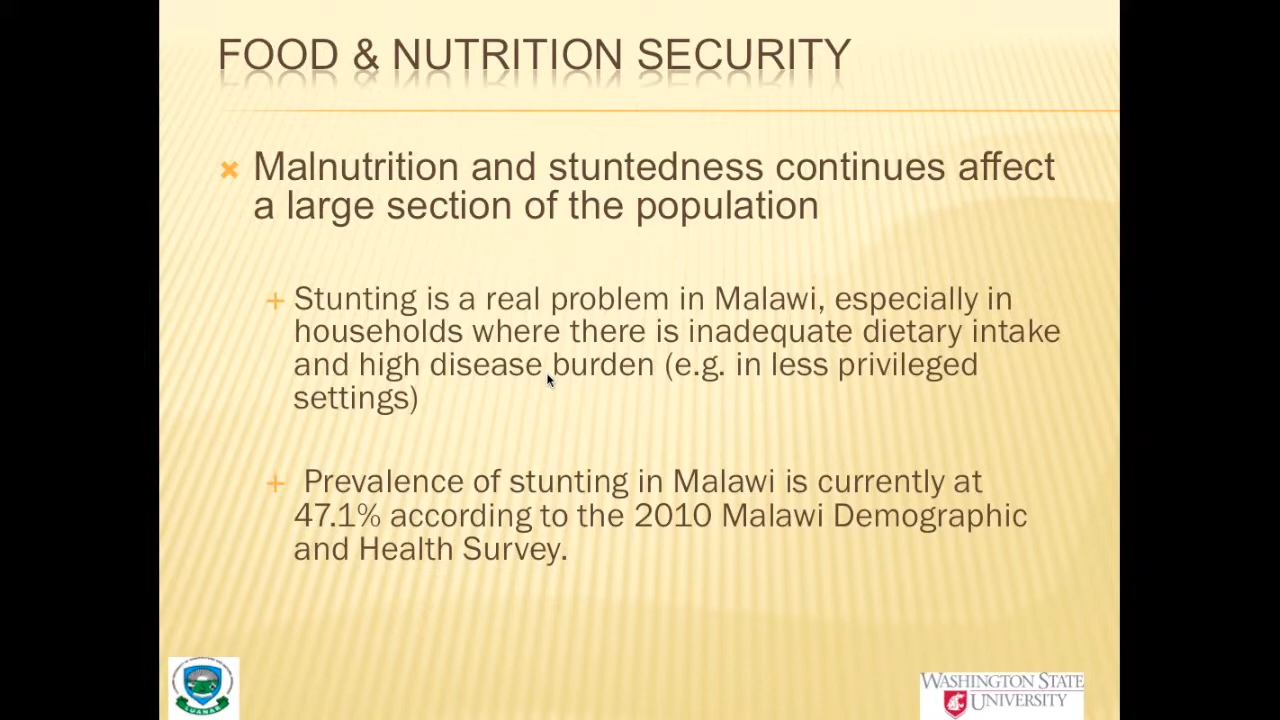 FOOD & NUTRITION SECURITY
Malnutrition and stuntedness continues affect
a large section of the population
Stunting is a real problem in Malawi, especially in
households where there is inadequate dietary intake
and high disease burden (e.g. in less privileged
settings)
Prevalence of stunting in Malawi is currently at
47.1% according to the 2010 Malawi Demographic
and Health Survey.
LUANAR
WASHINGTON STATE
UNIVERSITY